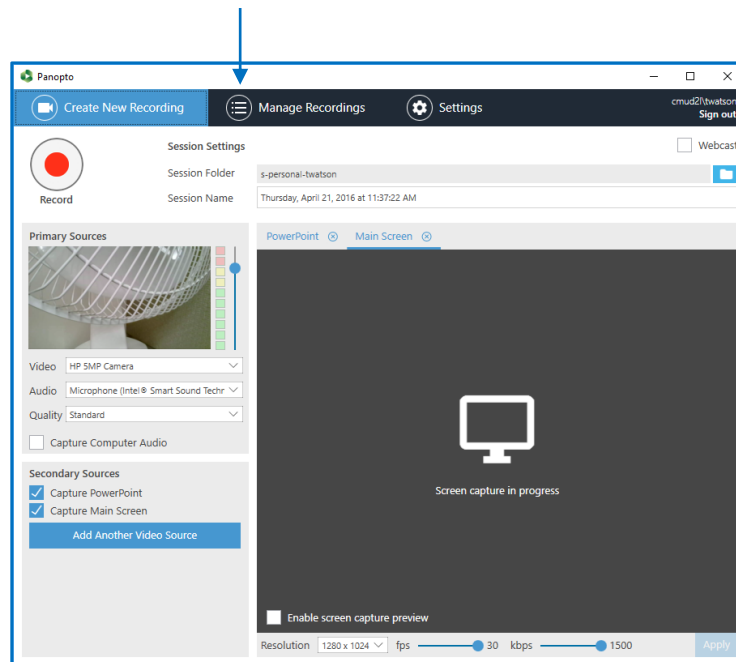 Panopto
Create New Recording
Manage Recordings
Settings
cmud2l\twatson
Sign out
Record
Session Settings
Webcast
Session Folder
s-personal-twatson
Session Name
Thursday, April 21, 2016 at 11:37:22 AM
Primary Sources
PowerPoint
Main Screen
Video
HP 5MP Camera
Audio
Microphone (Intel® Smart Sound Techr
Quality
Standard
Capture Computer Audio
Secondary Sources
Capture PowerPoint
Capture Main Screen
Add Another Video Source
Screen capture in progress
Enable screen capture preview
Resolution 1280 x 1024 fps 30 kbps 1500 Apply